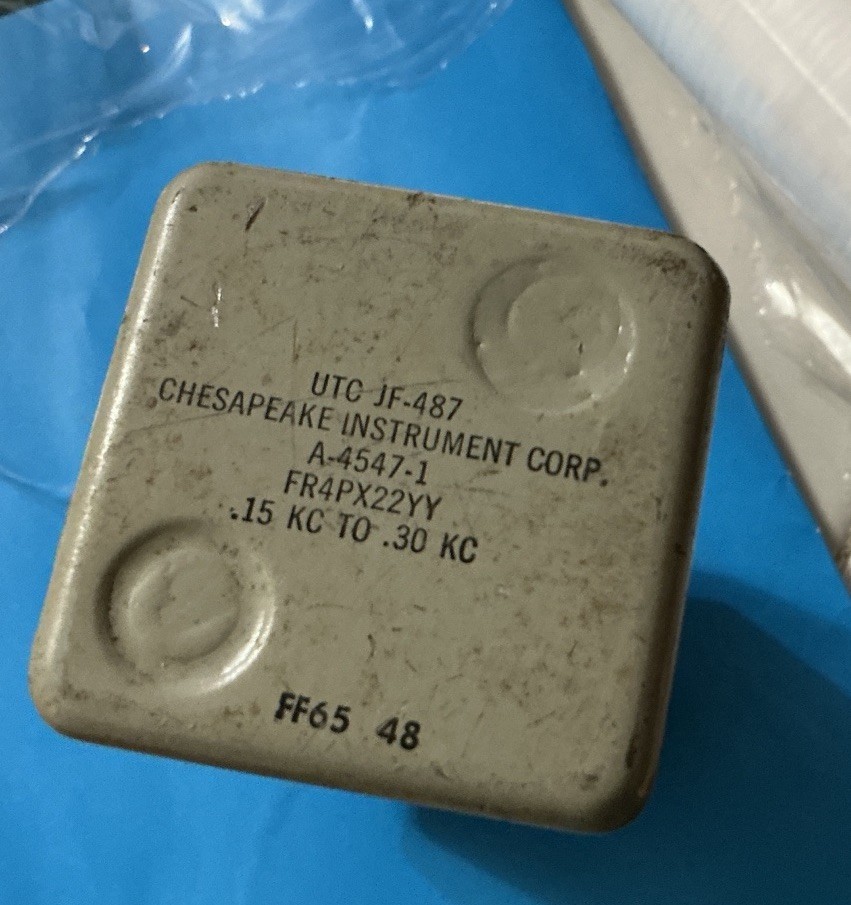 UTC JF-487
CHESAPEAKE INSTRUMENT CORP.
A-4547-1
FR4PX22YY
.15 KC TO .30 KC
FF65 48